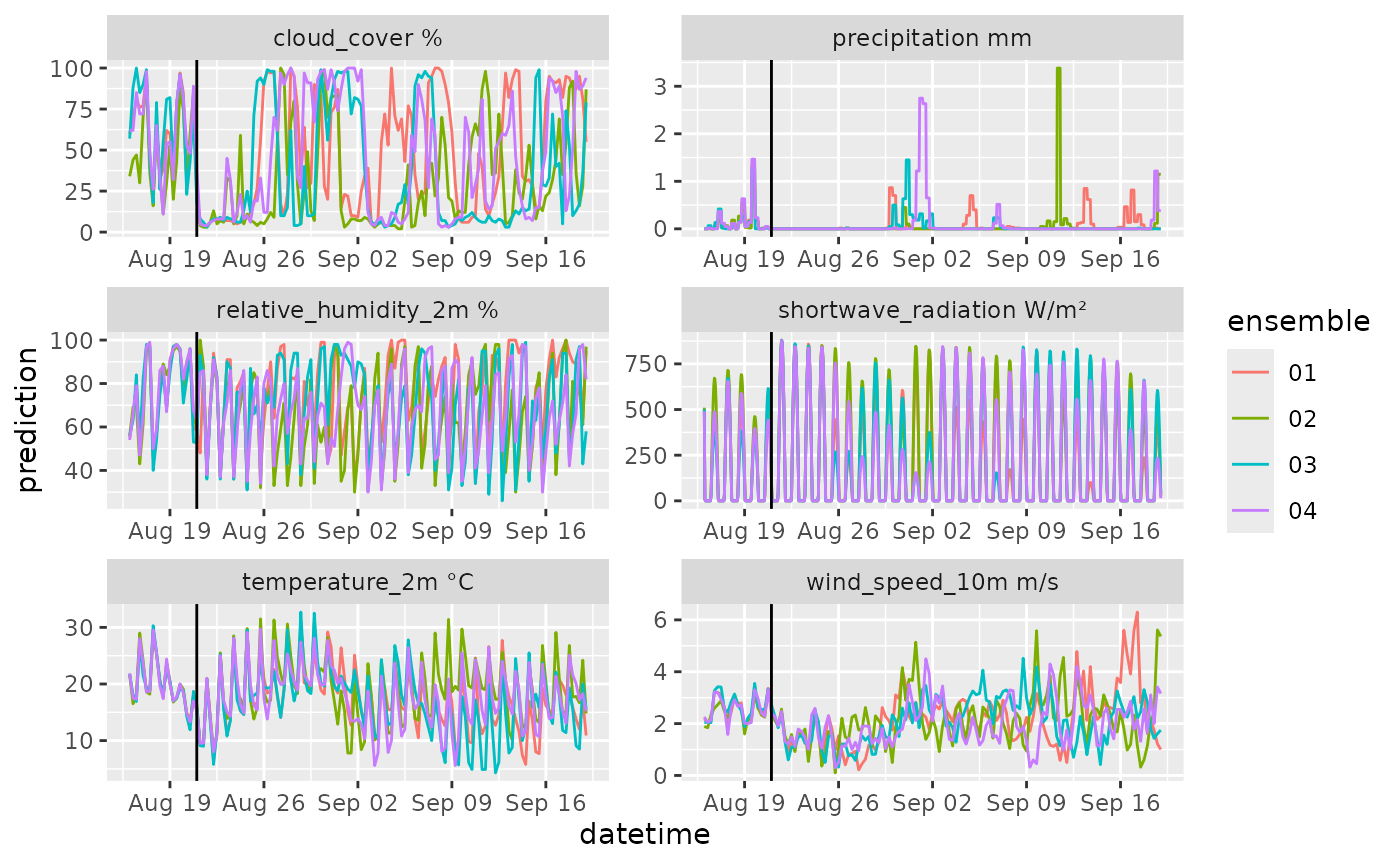 cloud_cover %
precipitation mm
100
75
50
25
0
3
2
1
0
Aug 19 Aug 26 Sep 02 Sep 09 Sep 16
Aug 19 Aug 26 Sep 02 Sep 09 Sep 16
relative_humidity_2m %
shortwave_radiation W/m²
100
80
60
40
750
500
250
0
Aug 19 Aug 26 Sep 02 Sep 09 Sep 16
Aug 19 Aug 26 Sep 02 Sep 09 Sep 16
temperature_2m °C
wind_speed_10m m/s
30
20
10
6
4
2
0
Aug 19 Aug 26 Sep 02 Sep 09 Sep 16
Aug 19 Aug 26 Sep 02 Sep 09 Sep 16
prediction
datetime
ensemble
01
02
03
04